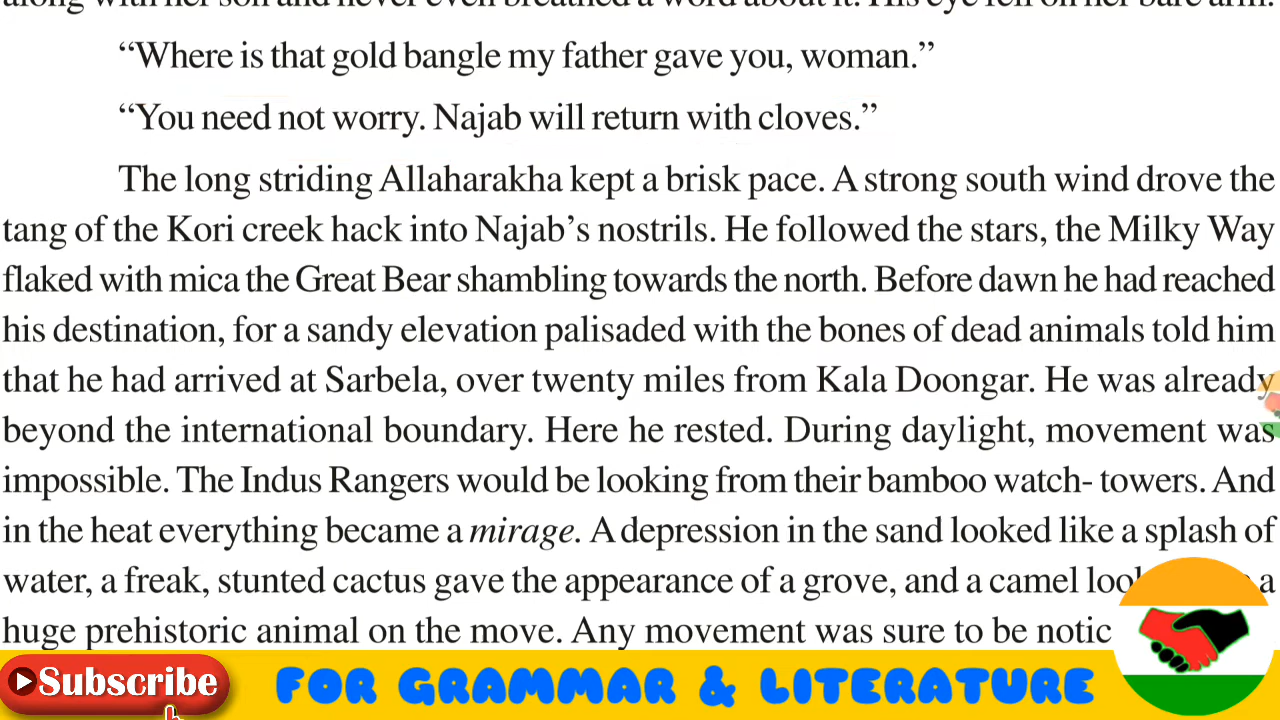 along with her son and never even breathed a word about it. His eye fell on her bare arm.
“Where is that gold bangle my father gave you, woman.”
“You need not worry. Najab will return with cloves.”
The long striding Allaharakha kept a brisk pace. A strong south wind drove the
tang of the Kori creek hack into Najab’s nostrils. He followed the stars, the Milky Way
flaked with mica the Great Bear shambling towards the north. Before dawn he had reached
his destination, for a sandy elevation palisaded with the bones of dead animals told him
that he had arrived at Sarbela, over twenty miles from Kala Doongar. He was already
beyond the international boundary. Here he rested. During daylight, movement was
impossible. The Indus Rangers would be looking from their bamboo watch- towers. And
in the heat everything became a mirage. A depression in the sand looked like a splash of
water, a freak, stunted cactus gave the appearance of a grove, and a camel a
huge prehistoric animal on the move. Any movement was sure to be
Subscribe
FOR GRAMMAR & LITERATURE